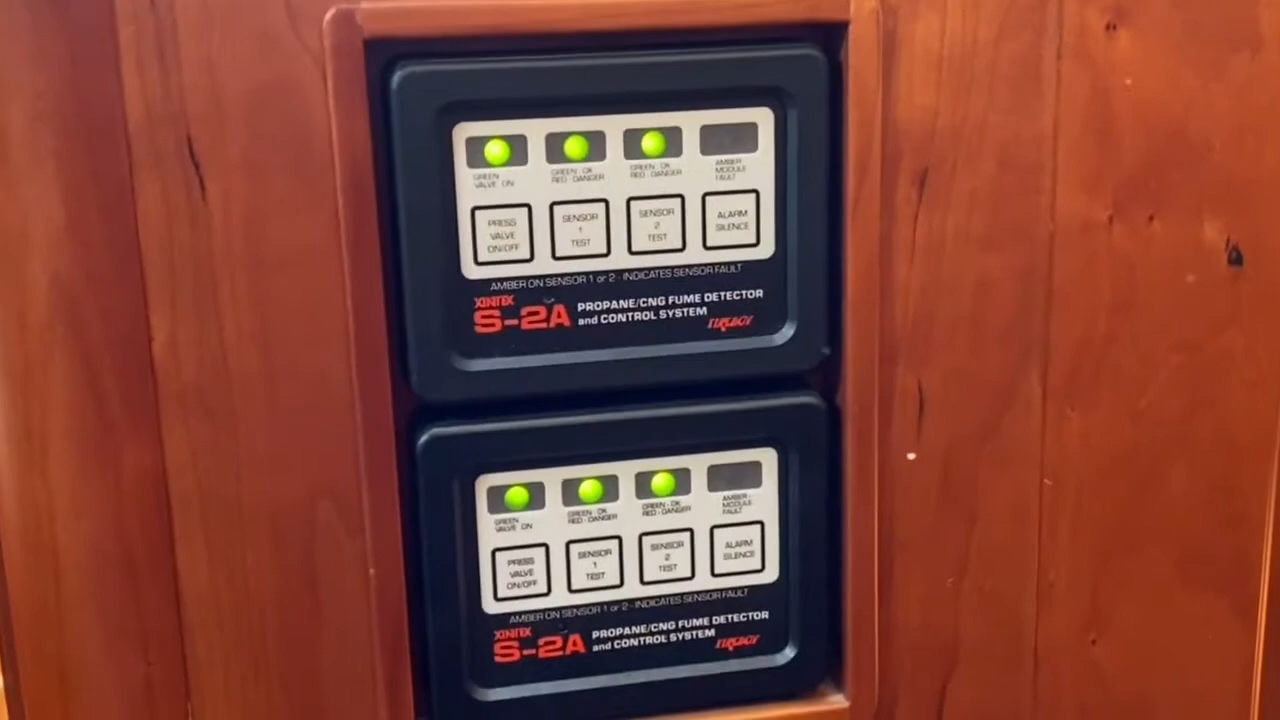 GREEN
VALVE ON
GREEN - OK
RED - DANGER
GREEN - OK
RED - DANGER
AMBER
MODULE
FAULT
PRESS
VALVE
ON/OFF
SENSOR
1
TEST
SENSOR
2
TEST
ALARM
SILENCE
AMBER ON SENSOR 1 or 2 - INDICATES SENSOR FAULT
XINTEX
S-2A
PROPANE/CNG FUME DETECTOR
and CONTROL SYSTEM
FIREBOY
GREEN
VALVE ON
GREEN - OK
RED - DANGER
GREEN - OK
RED - DANGER
AMBER -
MODULE
FAULT
PRESS
VALVE
ON/OFF
SENSOR
1
TEST
SENSOR
2
TEST
ALARM
SILENCE
AMBER ON SENSOR 1 or 2 - INDICATES SENSOR FAULT
XINTEX
S-2A
PROPANE/CNG FUME DETECTOR
and CONTROL SYSTEM
FIREBOY